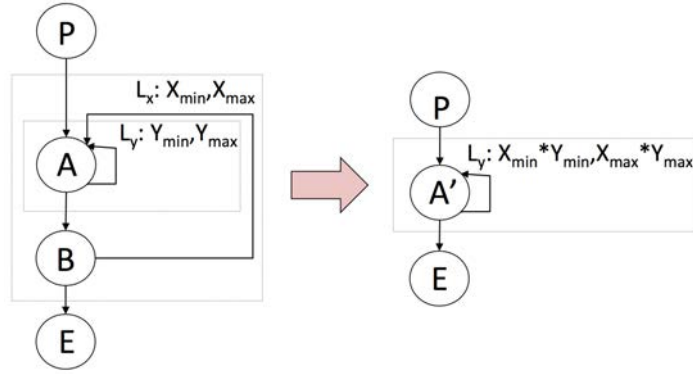 P
Lx: Xmin,Xmax
Ly: Ymin,Ymax
A
B
E
P
Ly: Xmin*Ymin,Xmax*Ymax
A'
E